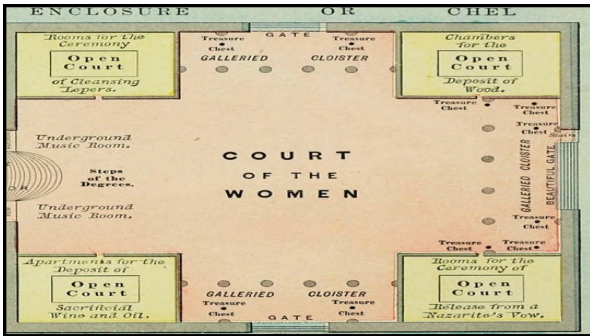 ENCLOSURE OR CHEL
GATE
Rooms for the
Ceremony
Open
Court
of Cleansing
Lepers.
Treasure
Chest
Treasure
Chest
GALLERIED CLOISTER
Chambers
for the
Open
Court
Deposit of
Wood.
Treasure
Chest
Treasure
Chest
Treasure
Chest
Stairs
Underground
Music Room.
Steps
of the
Degrees.
Underground
Music Room.
COURT
OF THE
WOMEN
GALLERIED CLOISTER
BEAUTIFUL GATE
Treasure
Chest
Treasure
Chest
Treasure
Chest
Apartments for the
Deposit of
Open
Court
Sacrificial
Wine and Oil.
GALLERIED CLOISTER
Treasure
Chest
Treasure
Chest
GATE
Rooms for the
Ceremony of
Open
Court
Release from a
Nazarite's Vow.